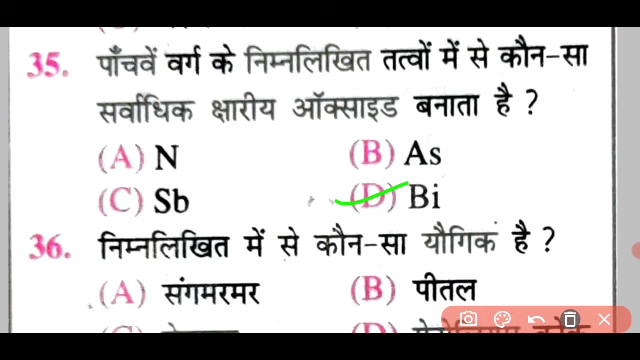 35. पाँचवें वर्ग के निम्नलिखित तत्वों में से कौन-सा
सर्वाधिक क्षारीय ऑक्साइड बनाता है ?
(A) N (B) As
(C) Sb (D) Bi
36. निम्नलिखित में से कौन-सा यौगिक है ?
(A) संगमरमर (B) पीतल